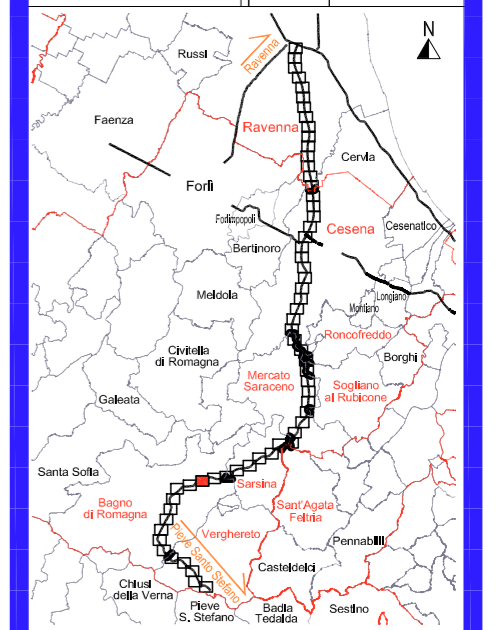 N
Russi
Ravenna
Faenza
Ravenna
Cervia
Forlì
Forlimpopoli
Cesena
Cesenatico
Bertinoro
Meldola
Longiano
Montiano
Roncofreddo
Civitella
di Romagna
Borghi
Mercato
Saraceno
Sogliano
al Rubicone
Galeata
Santa Sofia
Sarsina
Bagno
di Romagna
Sant'Agata
Feltria
Verghereto
Pieve Santo Stefano
Pennabilli
Casteldelci
Chiusi
della Verna
Pieve
S. Stefano
Badia
Tedalda
Sestino